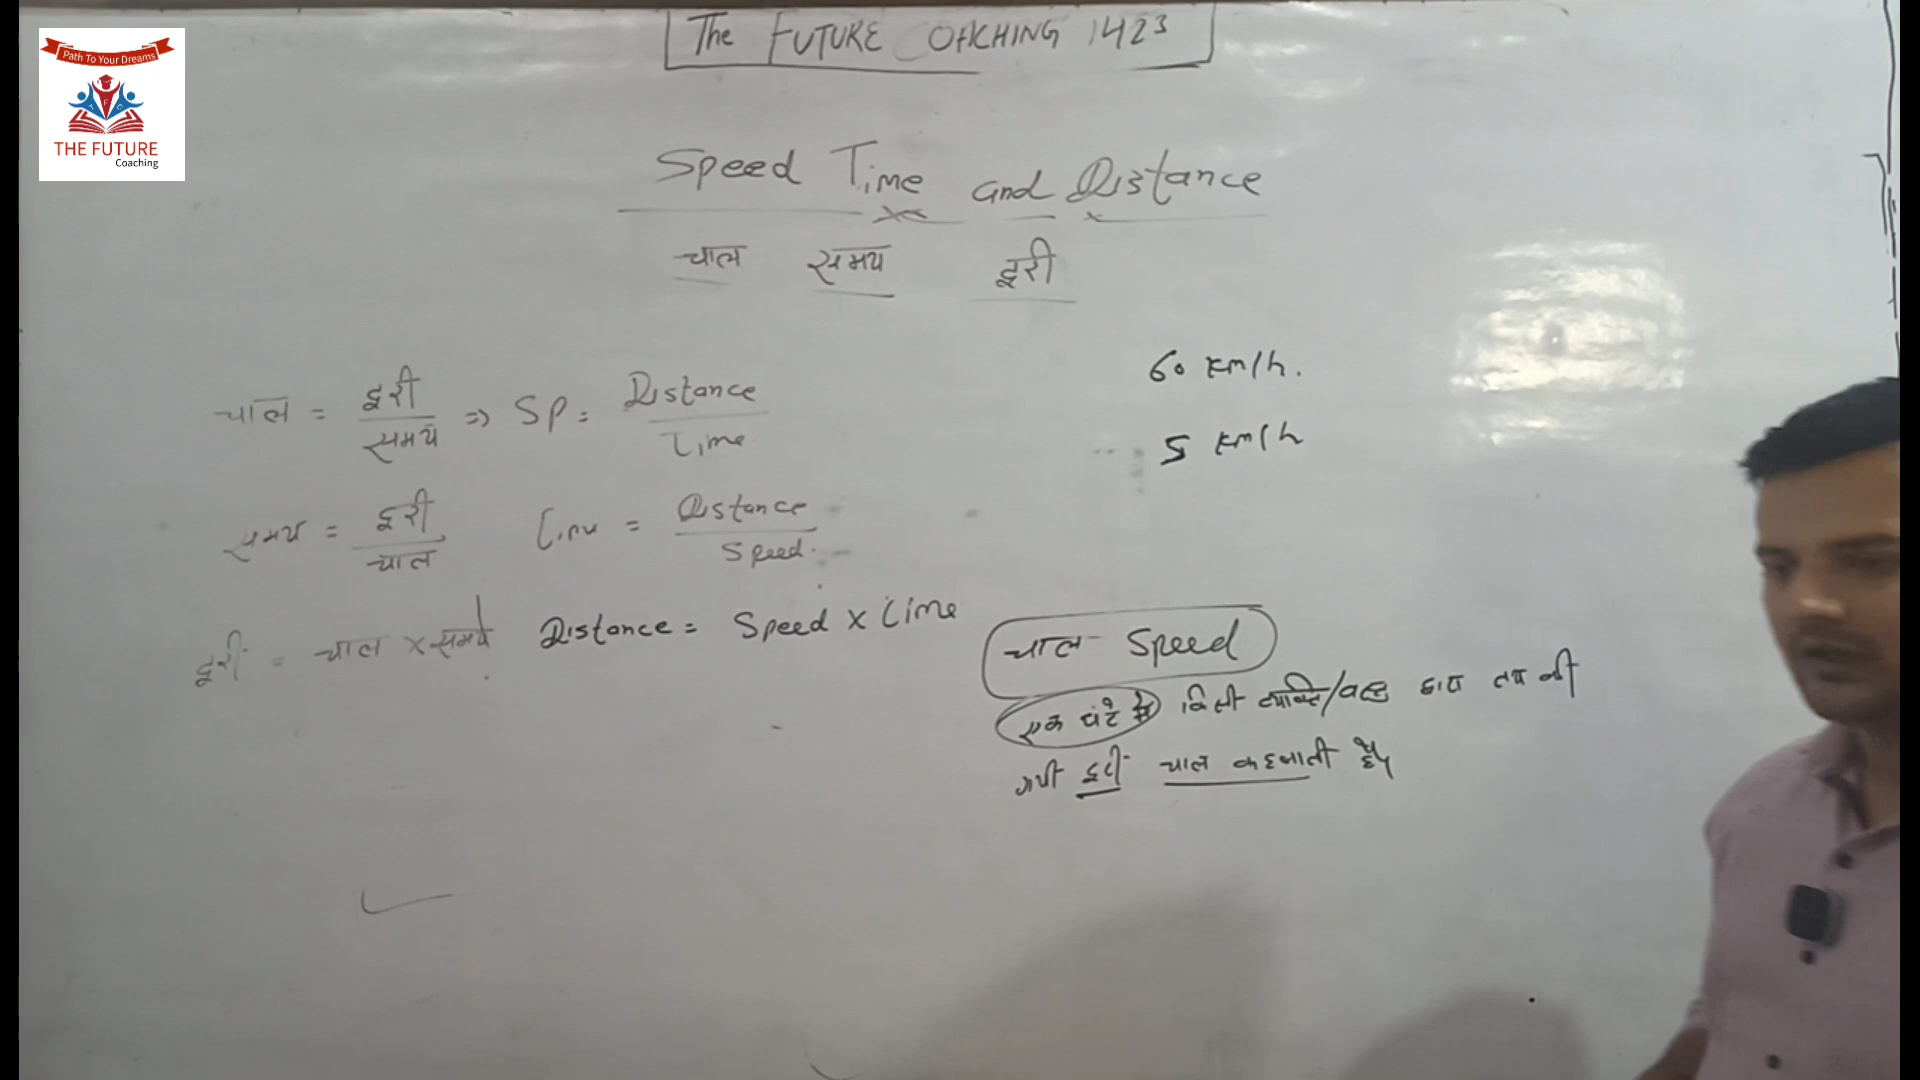 Path To Your Dreams
THE FUTURE
Coaching
The FUTURE COACHING 1423
Speed Time and Distance
चाल समय दूरी
60 km/h.
5 km/h
चाल = दूरी / समय => SP = Distance / Time
समय = दूरी / चाल Time = Distance / Speed.
दूरी = चाल × समय Distance = Speed × Time
चाल - Speed
एक घंटे में किसी व्यक्ति/वस्तु द्वारा तय की
गयी दूरी चाल कहलाती है